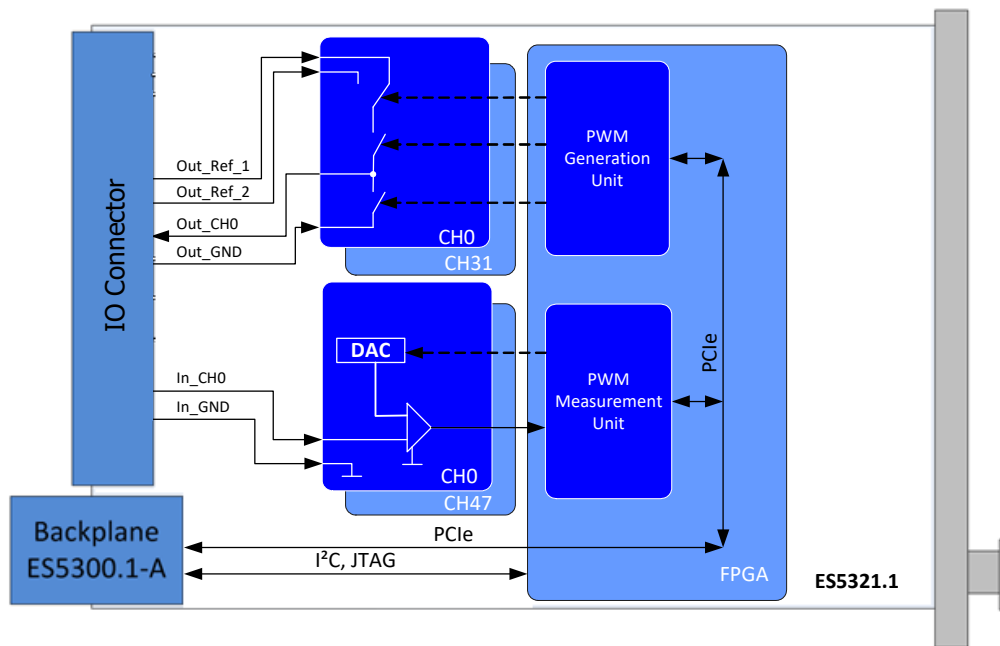 IO Connector
Out_Ref_1
Out_Ref_2
Out_CH0
Out_GND
CH0
CH31
PWM
Generation
Unit
In_CH0
In_GND
DAC
CH0
CH47
PWM
Measurement
Unit
PCIe
Backplane
ES5300.1-A
PCIe
I²C, JTAG
FPGA
ES5321.1